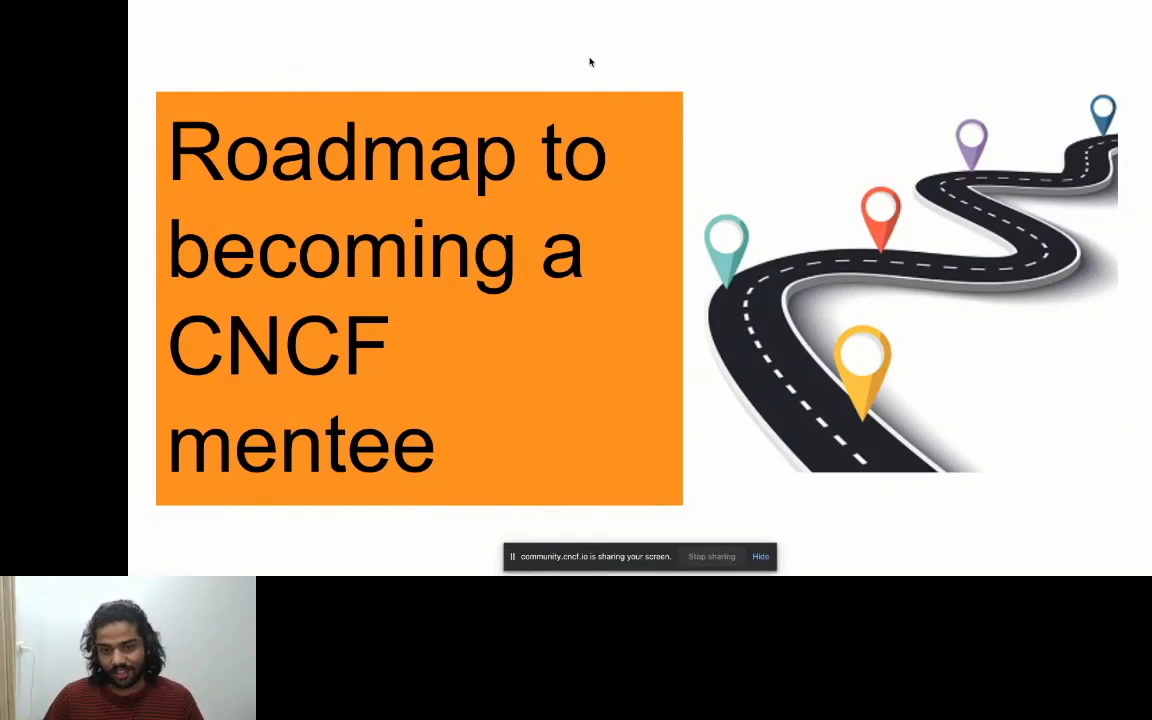 Roadmap to
becoming a
CNCF
mentee
community.cncf.io is sharing your screen. Stop sharing Hide